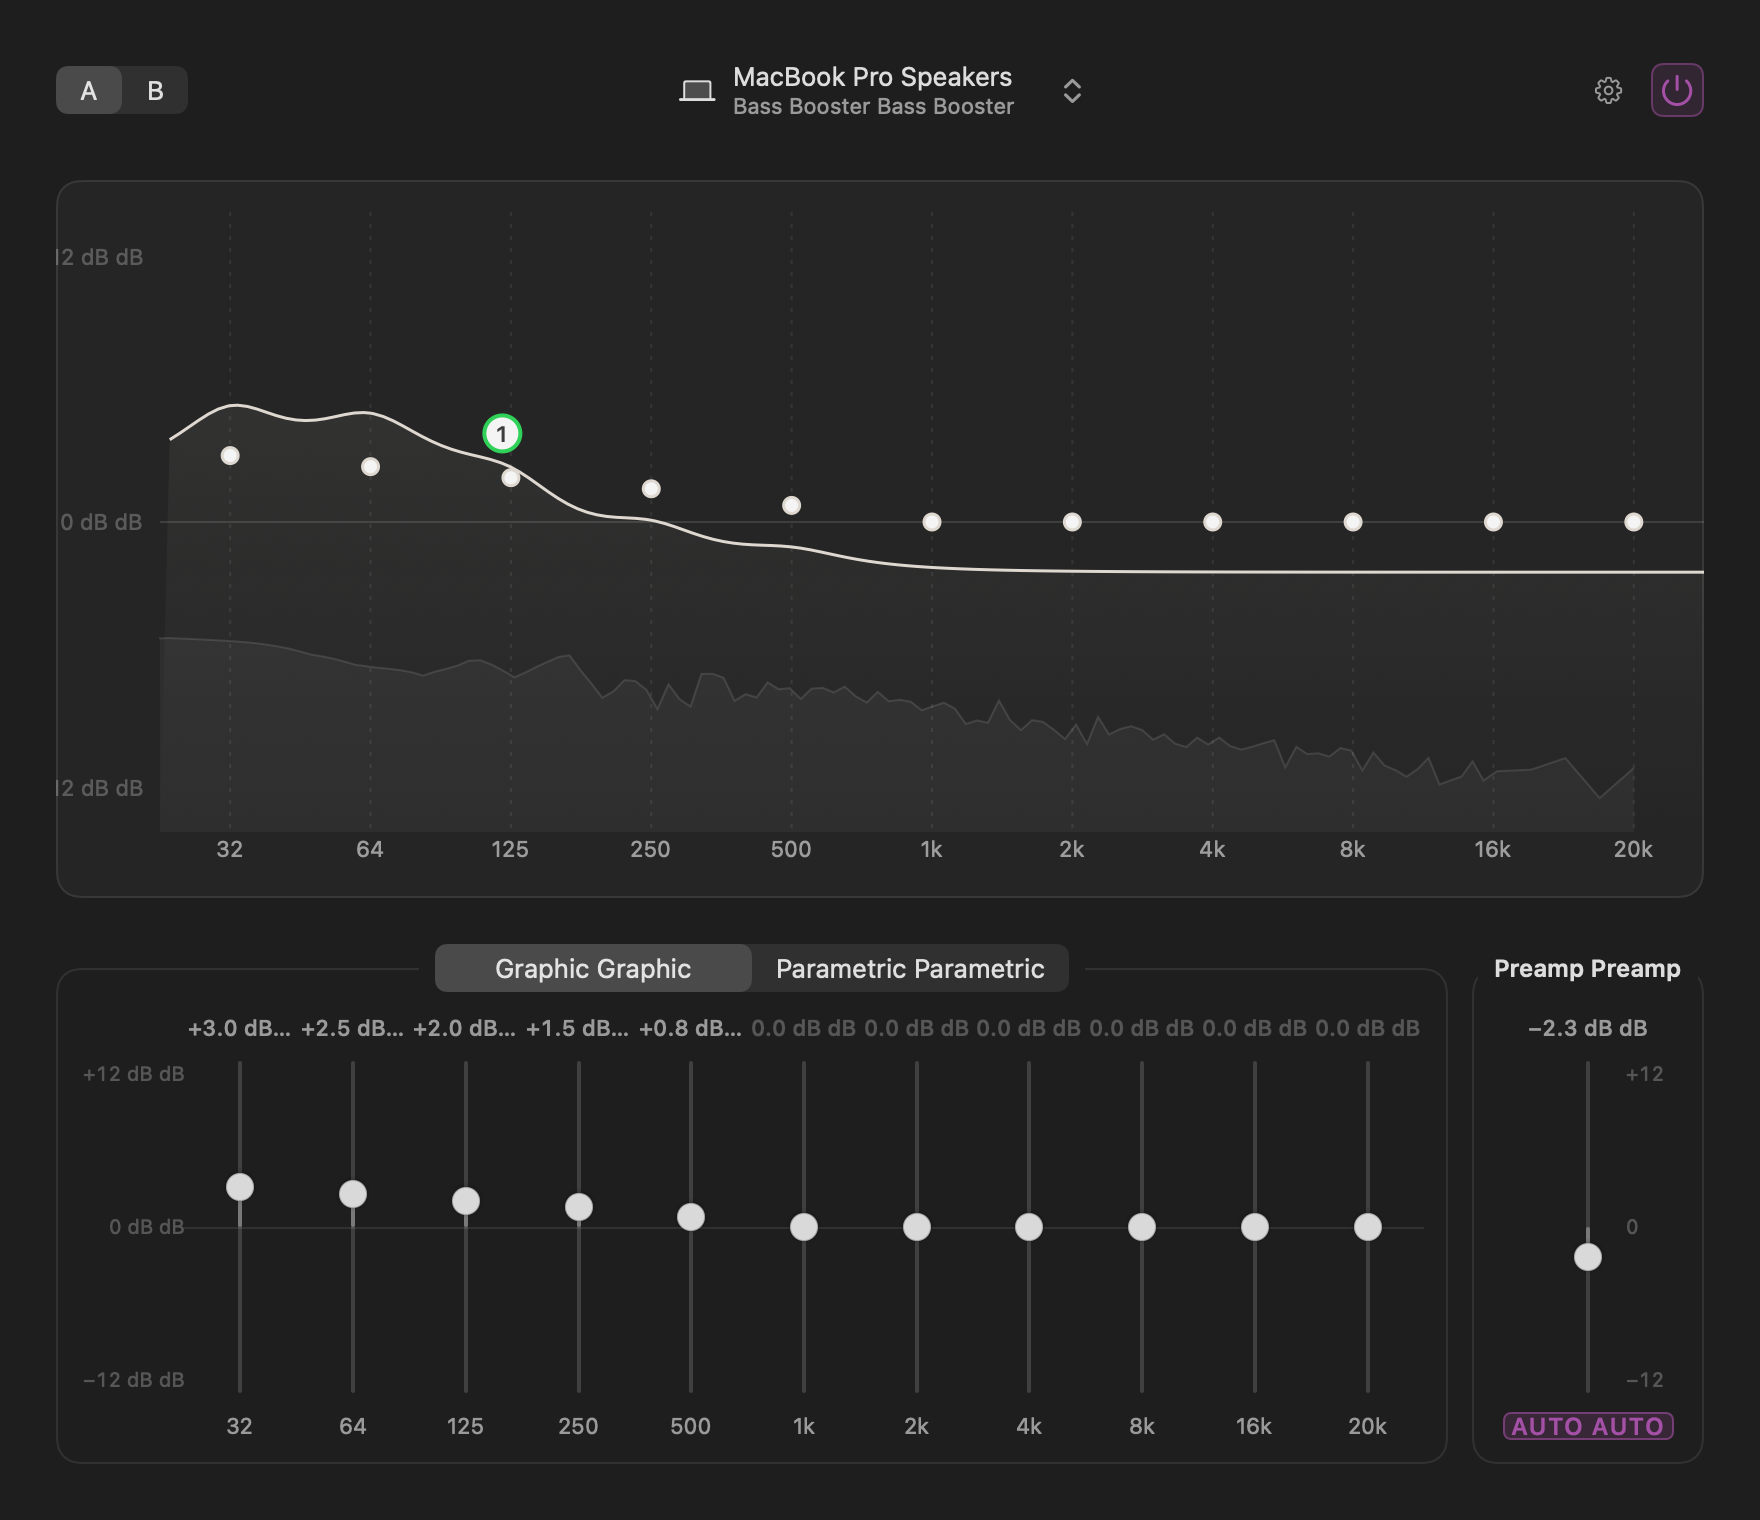 A B
MacBook Pro Speakers
Bass Booster Bass Booster
12 dB dB
1
0 dB dB
12 dB dB
32 64 125 250 500 1k 2k 4k 8k 16k 20k
Graphic Graphic Parametric Parametric
Preamp Preamp
+3.0 dB... +2.5 dB... +2.0 dB... +1.5 dB... +0.8 dB... 0.0 dB dB 0.0 dB dB 0.0 dB dB 0.0 dB dB 0.0 dB dB 0.0 dB dB
−2.3 dB dB
+12 dB dB
+12
0 dB dB
0
−12 dB dB
−12
32 64 125 250 500 1k 2k 4k 8k 16k 20k
AUTO AUTO